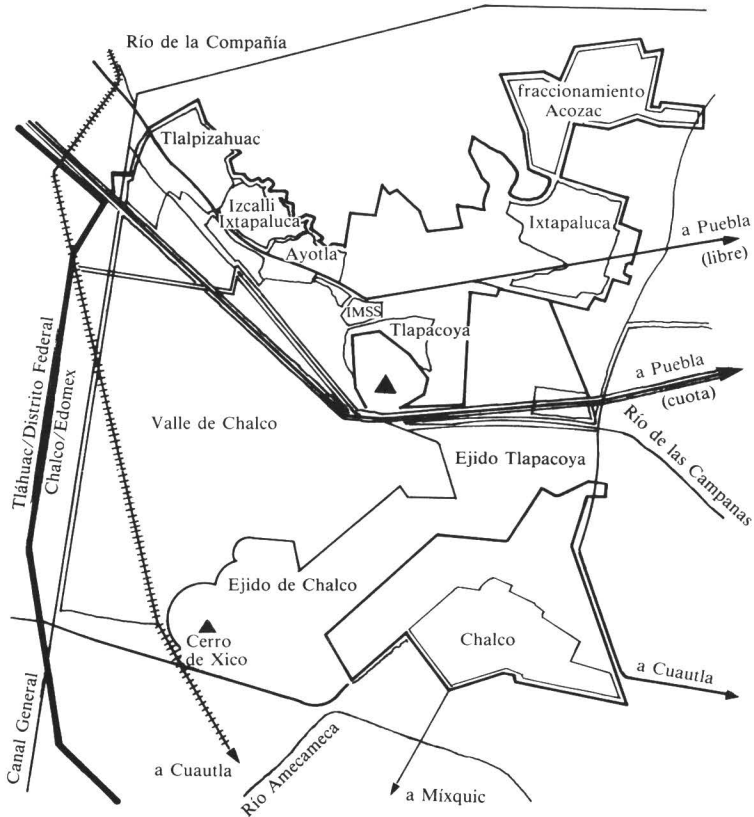 Río de la Compañía
fraccionamiento
Acozac
Tlalpizahuac
Izcalli
Ixtapaluca
Ixtapaluca
a Puebla
(libre)
Ayotla
IMSS
Tlapacoya
a Puebla
(cuota)
Tláhuac/Distrito Federal
Chalco/Edomex
Valle de Chalco
Río de las Campanas
Ejido Tlapacoya
Ejido de Chalco
Cerro
de Xico
Chalco
a Cuautla
Canal General
a Cuautla
Río Amecameca
a Míxquic